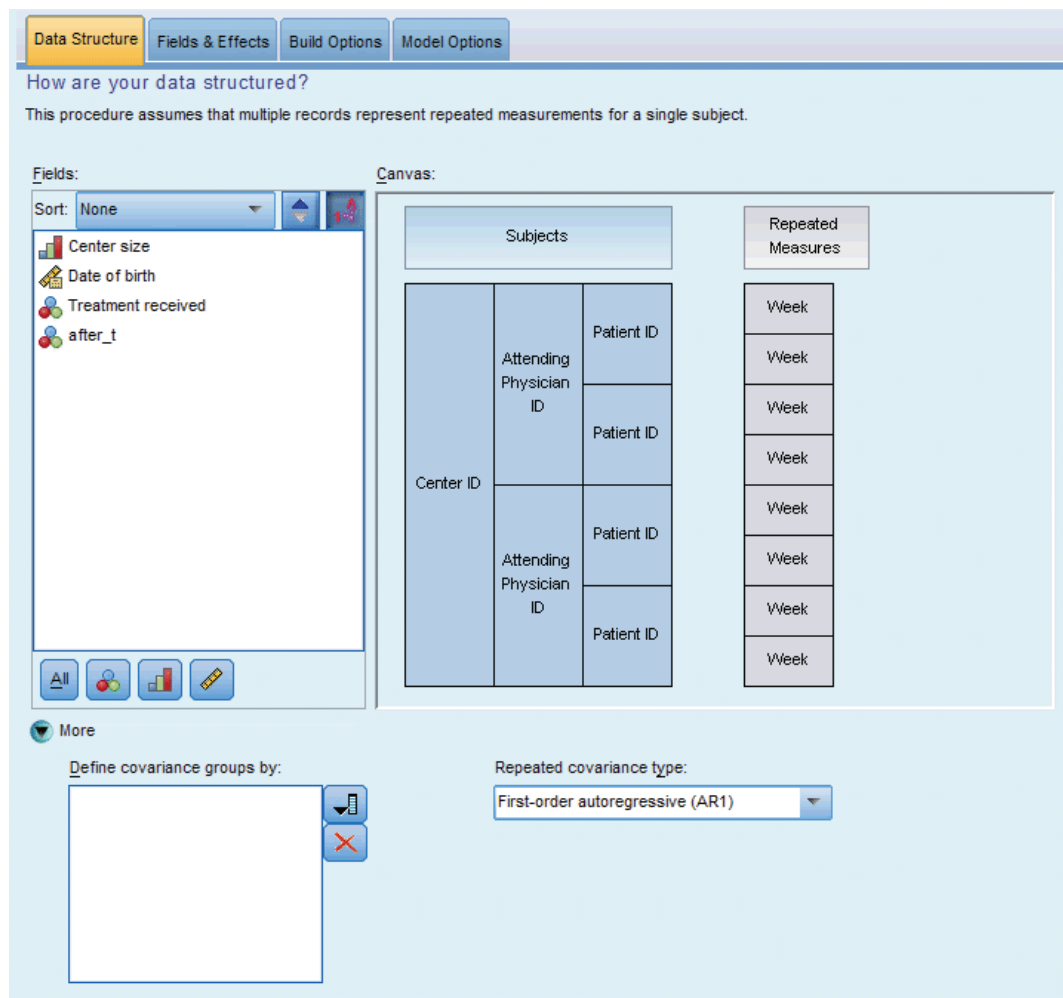 Data Structure
Fields & Effects
Build Options
Model Options
How are your data structured?
This procedure assumes that multiple records represent repeated measurements for a single subject.
Fields:
Canvas:
Sort: None
Center size
Date of birth
Treatment received
after_t
All
Subjects
Repeated
Measures
Center ID
Attending
Physician
ID
Patient ID
Patient ID
Attending
Physician
ID
Patient ID
Patient ID
Week
Week
Week
Week
Week
Week
Week
Week
More
Define covariance groups by:
Repeated covariance type:
First-order autoregressive (AR1)